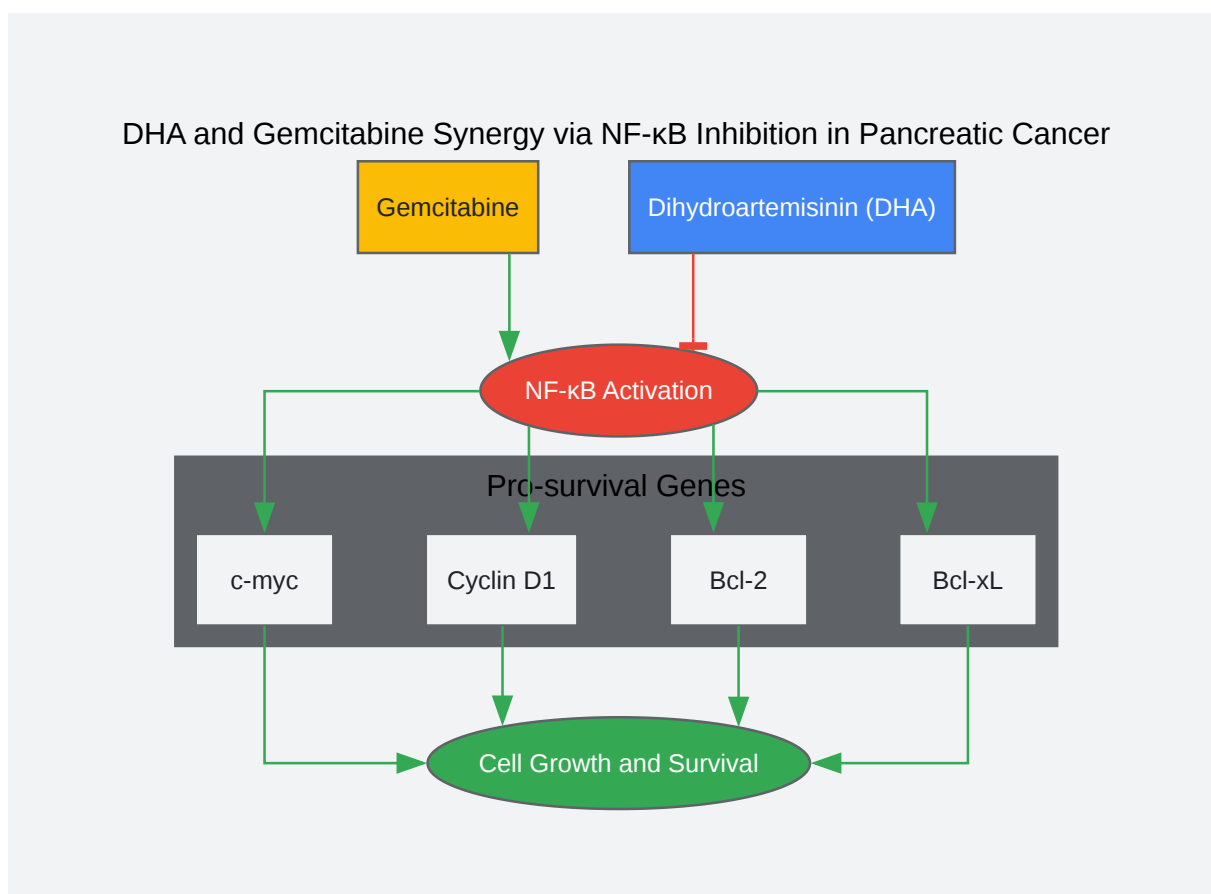 DHA and Gemcitabine Synergy via NF-κB Inhibition in Pancreatic Cancer
Gemcitabine
Dihydroartemisinin (DHA)
NF-κB Activation
Pro-survival Genes
c-myc
Cyclin D1
Bcl-2
Bcl-xL
Cell Growth and Survival